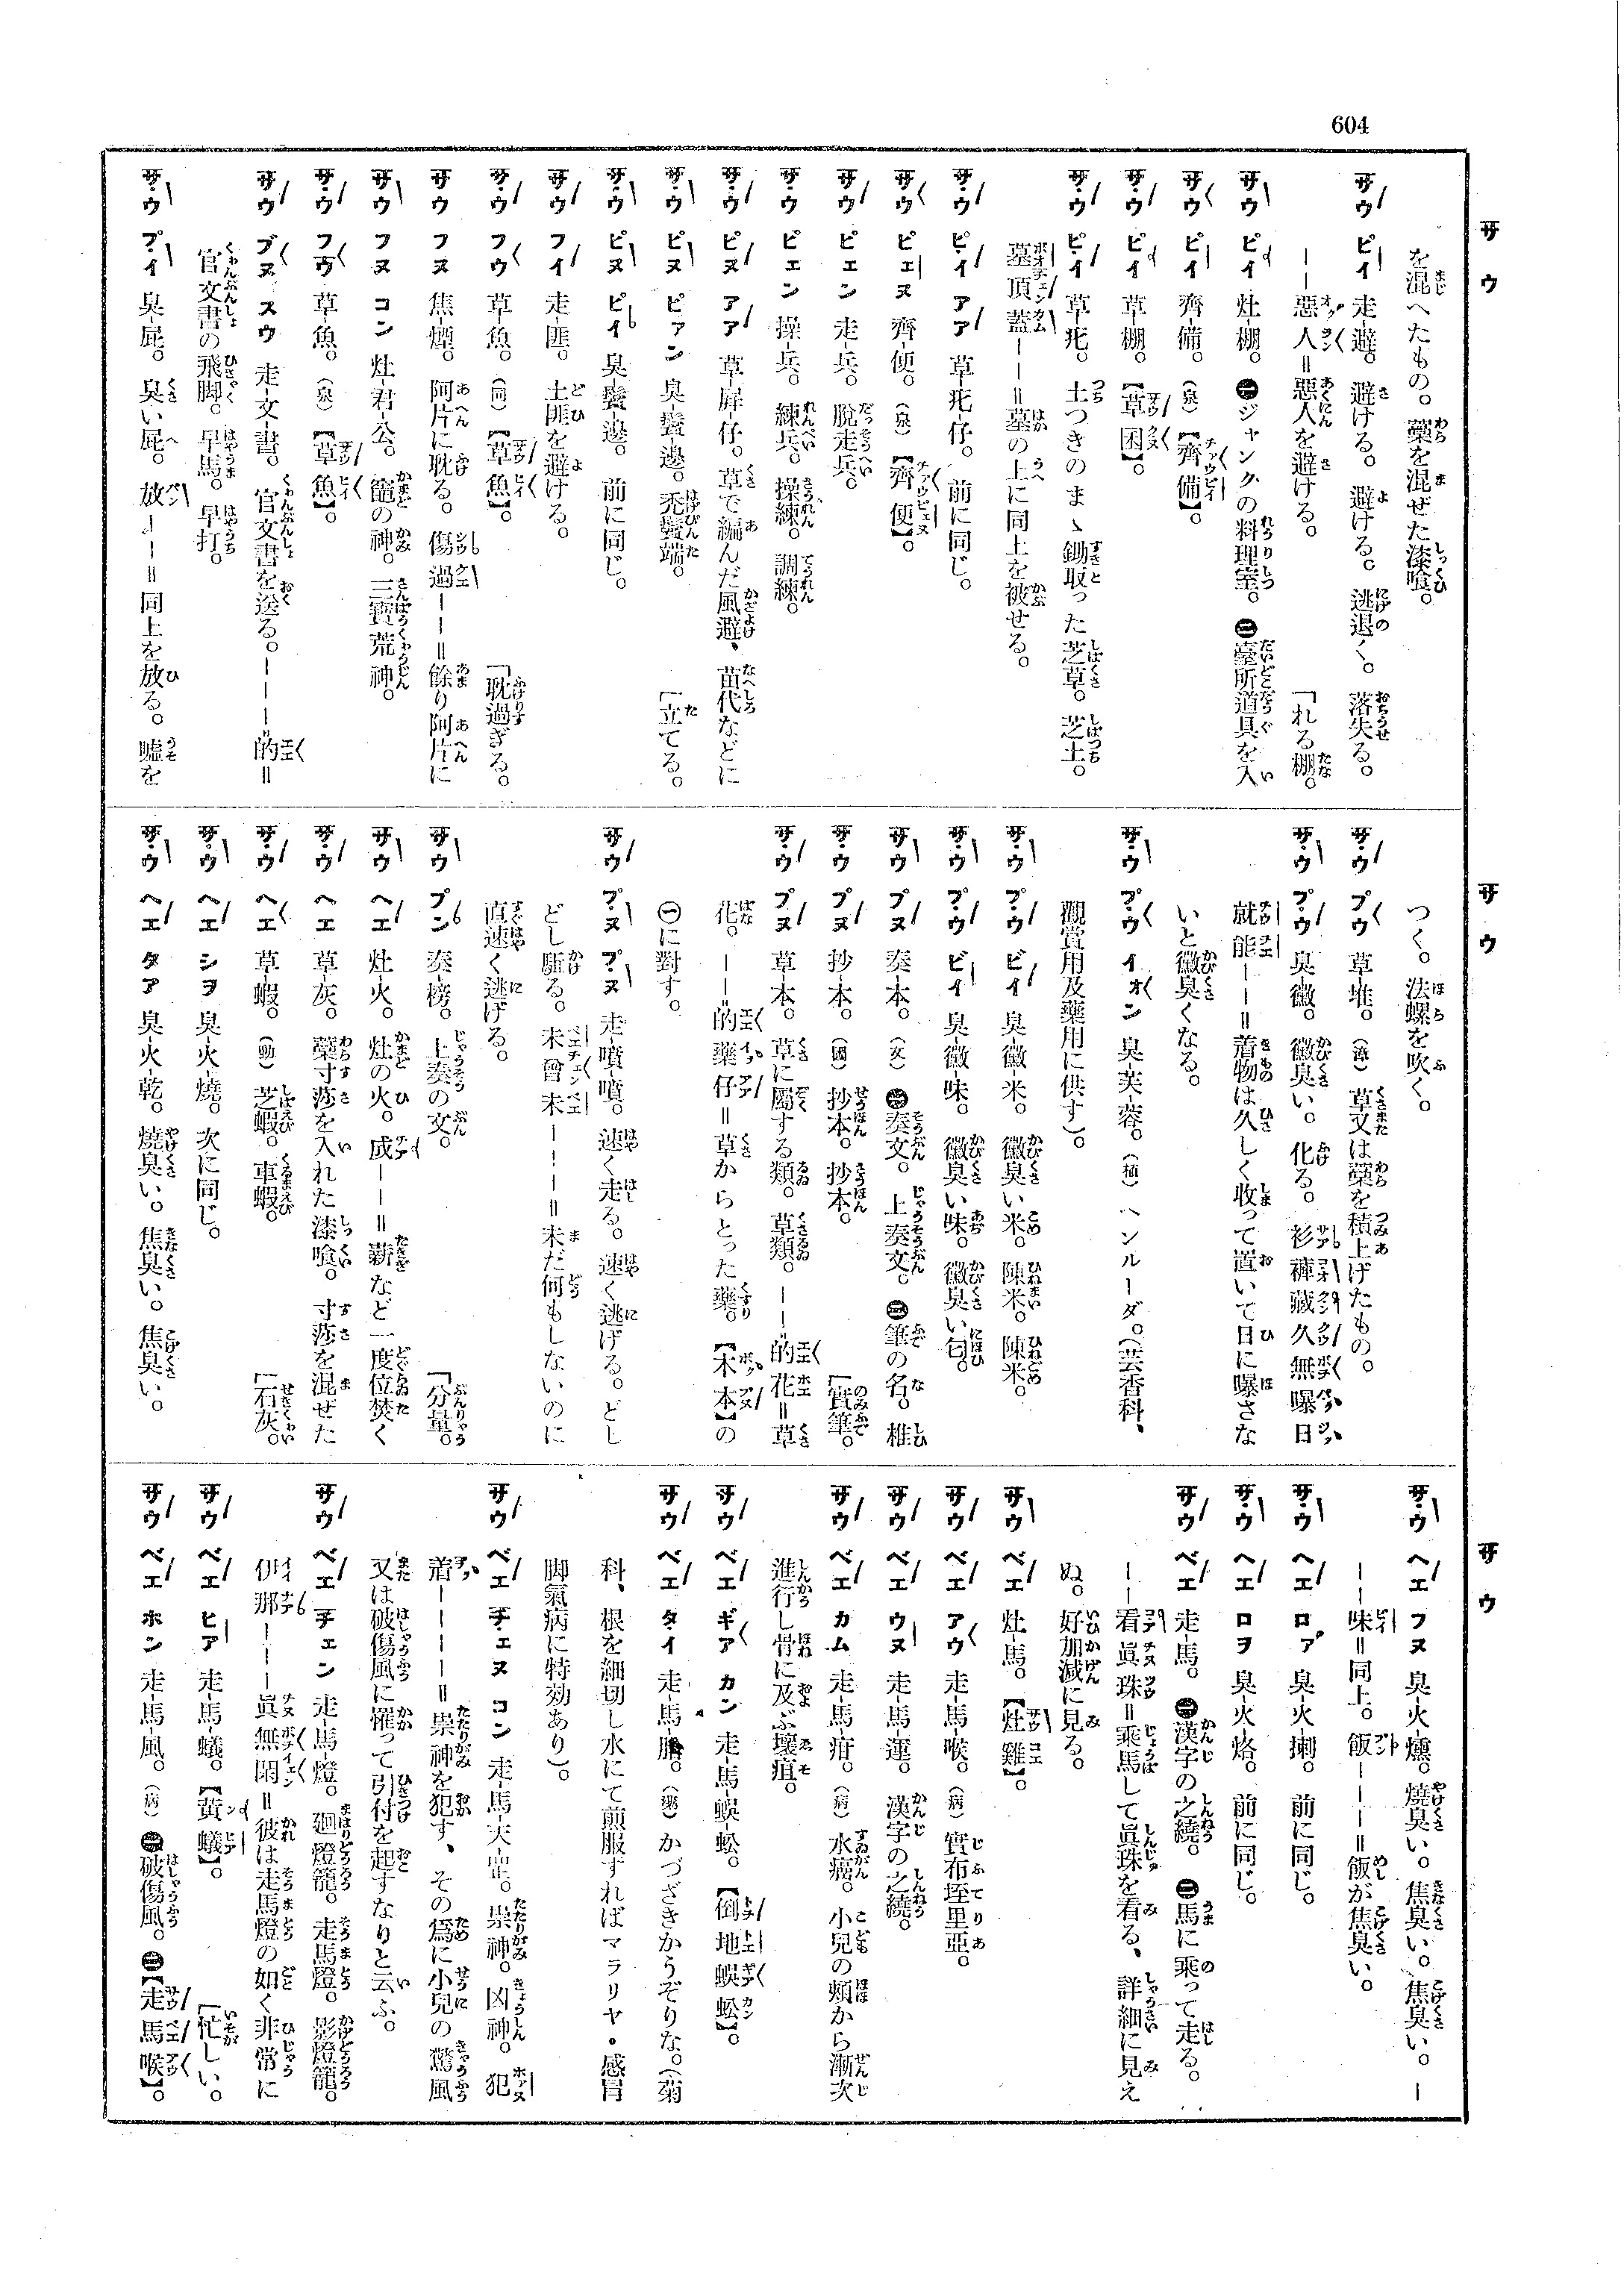 604
サウ
を混へたもの。藁を混ぜた漆喰。
サウ ピイ 走-避。避ける。避ける。逃退く。落失る。
――惡人＝惡人を避ける。 「れる棚。
サウ ピイ 灶-棚。㊀ジャンクの料理室。㊁臺所道具を入
サウ ピイ 齊-備。（泉）【齊備】。
サウ ピイ 草-棚。【草囷】。
サウ ピイ 草-疕。土つきのまゝ鋤取った芝草。芝土。
墓頂蓋――＝墓の上に同上を被せる。
サウ ピイ アア 草-疕-仔。前に同じ。
サウ ピエヌ 齊-便。（泉）【齊便】。
サウ ピエン 走-兵。脫走兵。
サウ ピエン 操-兵。練兵。操練。調練。
サウ ピヌ アア 草-屛-仔。草で編んだ風避、苗代などに
サウ ピヌ ピァン 臭-鬢-邊。禿鬢端。 「立てる。
サウ ピヌ ピイ 臭-鬢-邊。前に同じ。
サウ フイ 走-匪。土匪を避ける。
サウ フウ 草-魚。（同）【草魚】。 「耽過ぎる。
サウ フヌ 焦-煙。阿片に耽る。傷過――＝餘り阿片に
サウ フヌ コン 灶-君-公。竈の神。三寶荒神。
サウ フウ 草-魚。（泉）【草魚】。
サウ ブヌ スウ 走-文-書。官文書を送る。―――的＝
官文書の飛脚。早馬。早打。
サウ プイ 臭-屁。臭い屁。放――＝同上を放る。噓を
サウ
つく。法螺を吹く。
サウ プウ 草-堆。（漳）草又は藁を積上げたもの。
サウ プウ 臭-黴。黴臭い。化る。衫褲藏久無曝日
就能――＝着物は久しく收って置いて日に曝さな
いと黴臭くなる。
サウ プウ イォン 臭-芙-蓉。（植）ヘンルーダ。（芸香科、
觀賞用及藥用に供す）。
サウ プウ ビイ 臭-黴-米。黴臭い米。陳米。陳米。
サウ プウ ビイ 臭-黴-味。黴臭い味。黴臭い匂。
サウ プヌ 奏-本。（文）㊀奏文。上奏文。㊁筆の名。椎
サウ プヌ 抄-本。（國）抄本。抄本。 「實筆。
サウ プヌ 草-本。草に屬する類。草類。――的花＝草
花。――的藥仔＝草からとった藥。【木本】の
㊀に對す。
サウ プヌ プヌ 走-噴-噴。速く走る。速く逃げる。どし
どし驅る。未曾未―――＝未だ何もしないのに
直速く逃げる。
サウ プン 奏-榜。上奏の文。 「分量。
サウ ヘエ 灶-火。灶の火。成――＝薪など一度位焚く
サウ ヘエ 草-灰。藁寸莎を入れた漆喰。寸莎を混ぜた
サウ ヘエ 草-蝦。（動）芝蝦。車蝦。 「石灰。
サウ ヘエ シヲ 臭-火-燒。次に同じ。
サウ ヘエ タア 臭-火-乾。燒臭い。焦臭い。焦臭い。
サウ
サウ ヘエ フヌ 臭-火-燻。燒臭い。焦臭い。焦臭い。―
――味＝同上。飯―――＝飯が焦臭い。
サウ ヘエ ロァ 臭-火-揦。前に同じ。
サウ ヘエ ロヲ 臭-火-烙。前に同じ。
サウ ベエ 走-馬。㊀漢字の之繞。㊁馬に乘って走る。
――看眞珠＝乘馬して眞珠を着る、詳細に見え
ぬ。好加減に見る。
サウ ベエ 灶-馬。【灶雞】。
サウ ベエ アウ 走-馬-喉。（病）實布垤里亞。
サウ ベエ ウヌ 走-馬-運。漢字の之繞。
サウ ベエ カム 走-馬-疳。（病）水癌。小兒の頰から漸次
進行し骨に及ぶ壞疽。
サウ ベエ ギア カン 走-馬-蜈-蚣。【倒地蜈蚣】。
サウ ベエ タイ 走-馬-。（藥）かづざきかうぞりな。（菊
科、根を細切し水にて煎服すればマラリヤ・感冒
脚氣病に特効あり）。
サウ ベエ チェヌ コン 走-馬-天-罡。祟神。凶神。犯
着――――＝祟神を犯す、その爲に小兒の驚風
又は破傷風に罹って引付を起すなりと云ふ。
サウ ベエ チェン 走-馬-燈。廻燈籠。走馬燈。影燈籠。
伊那―――眞無閑＝彼は走馬燈の如く非常に
サウ ベエ ヒア 走-馬-蟻。【黃蟻】。 「忙しい。
サウ ベエ ホン 走-馬-風。（病）㊀破傷風。㊁【走馬喉】。